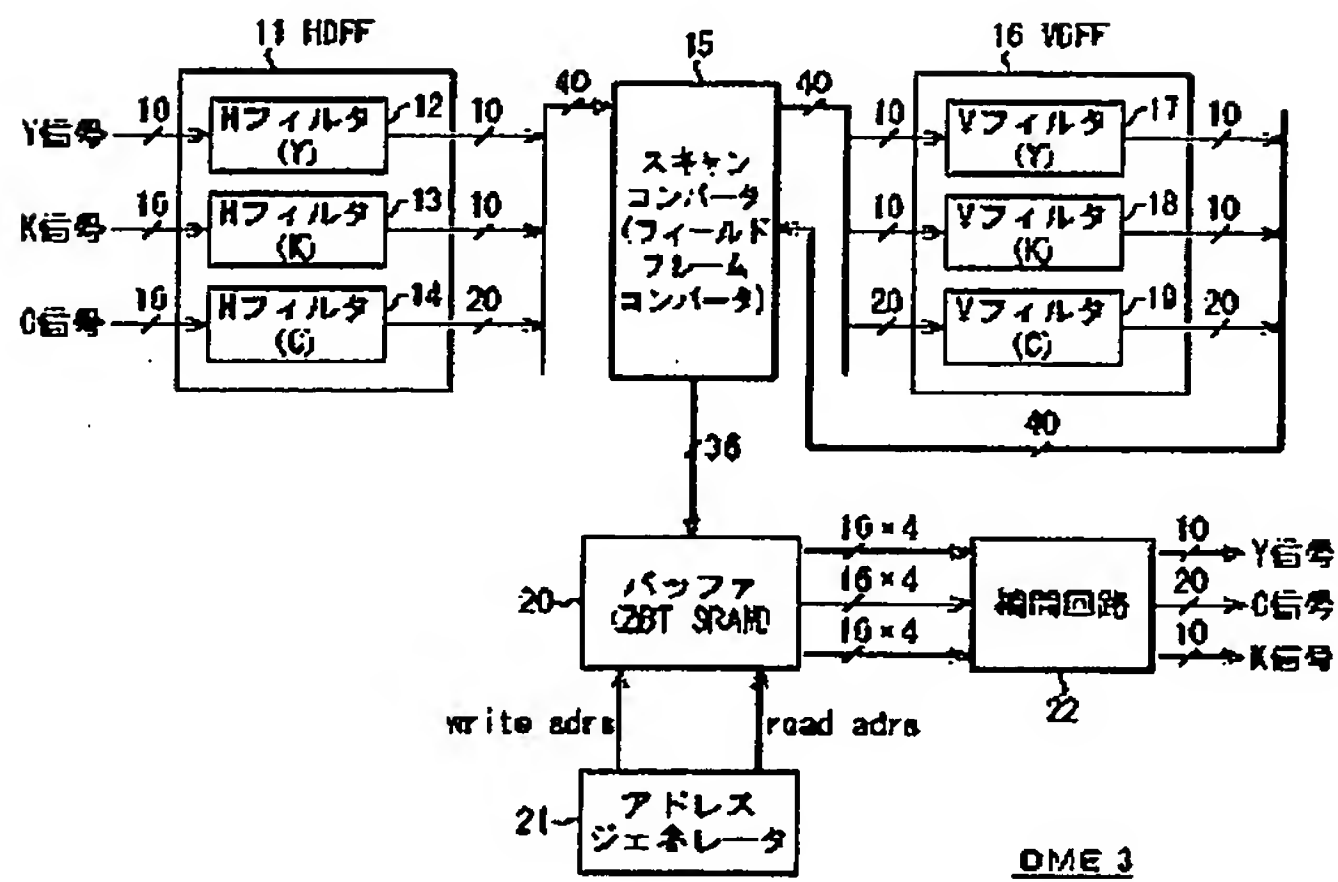 11 HDFF
15
16 VDFF
Y信号
10
Hフィルタ
(Y)
12
10
K信号
10
Hフィルタ
(K)
13
10
C信号
10
Hフィルタ
(C)
14
20
40
スキャン
コンバータ
(フィールド
フレーム
コンバータ)
40
10
Vフィルタ
(Y)
17
10
10
Vフィルタ
(K)
18
10
20
Vフィルタ
(C)
19
20
40
36
20
バッファ
(ZBT SRAM)
10×4
16×4
10×4
補間回路
22
10
Y信号
20
C信号
10
K信号
write adrs
read adrs
21
アドレス
ジェネレータ
DME 3